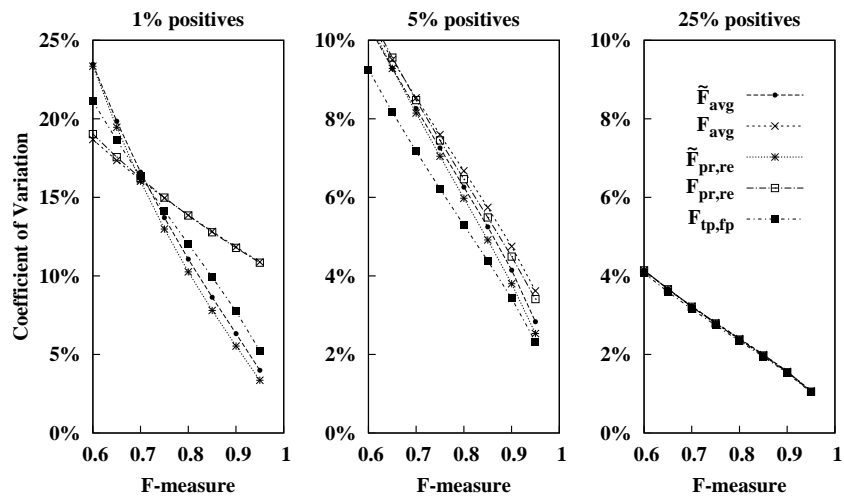 1% positives
5% positives
25% positives
Coefficient of Variation
25%
20%
15%
10%
5%
0%
0.6 0.7 0.8 0.9 1
F-measure
10%
8%
6%
4%
2%
0%
0.6 0.7 0.8 0.9 1
F-measure
10%
8%
6%
4%
2%
0%
0.6 0.7 0.8 0.9 1
F-measure
F̃avg
Favg
F̃pr,re
Fpr,re
Ftp,fp